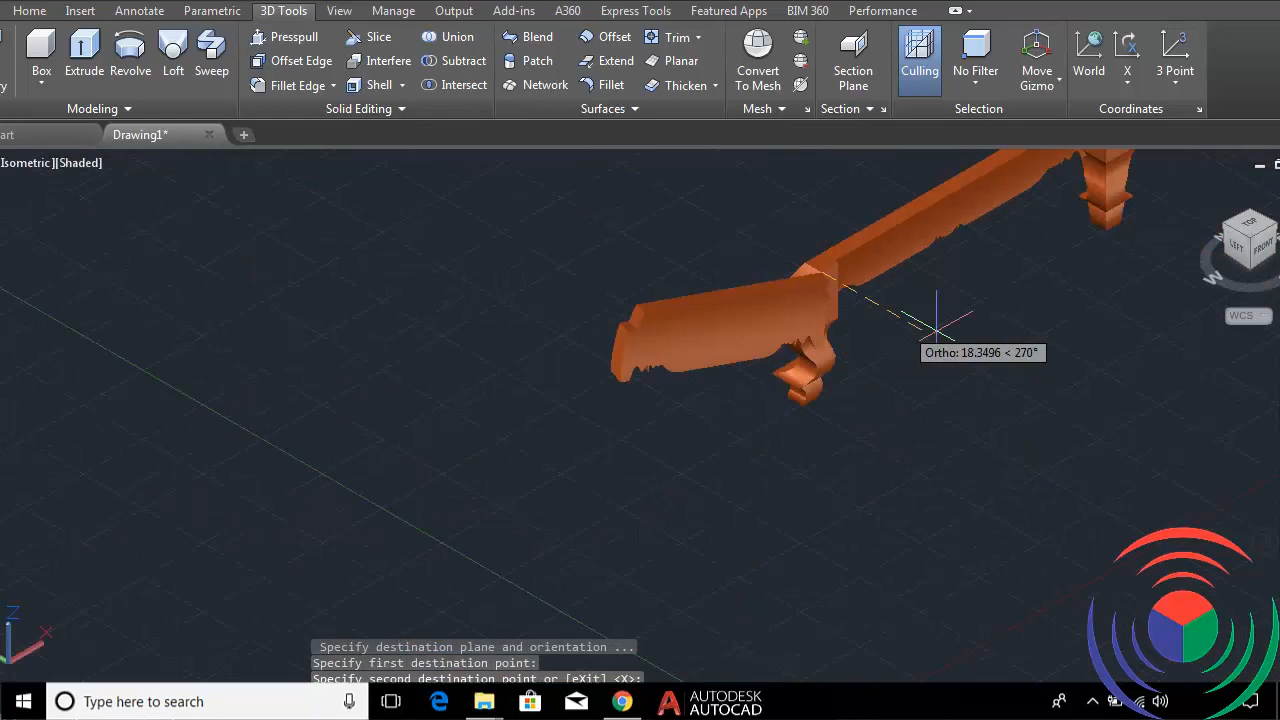 Home Insert Annotate Parametric 3D Tools View Manage Output Add-ins A360 Express Tools Featured Apps BIM 360 Performance
Presspull Slice Union Blend Offset Trim
Offset Edge Interfere Subtract Patch Extend Planar
Fillet Edge Shell Intersect Network Fillet Thicken
Box Extrude Revolve Loft Sweep
Convert To Mesh
Section Plane
Culling No Filter
Move Gizmo
World X 3 Point
Modeling Solid Editing Surfaces Mesh Section Selection Coordinates
art Drawing1* +
Isometric][Shaded]
TOP
LEFT FRONT
W
WCS
Ortho: 18.3496 < 270°
Z
X
Specify destination plane and orientation ...
Specify first destination point:
Specify second destination point or [eXit] <X>:
Type here to search
AUTODESK
AUTOCAD